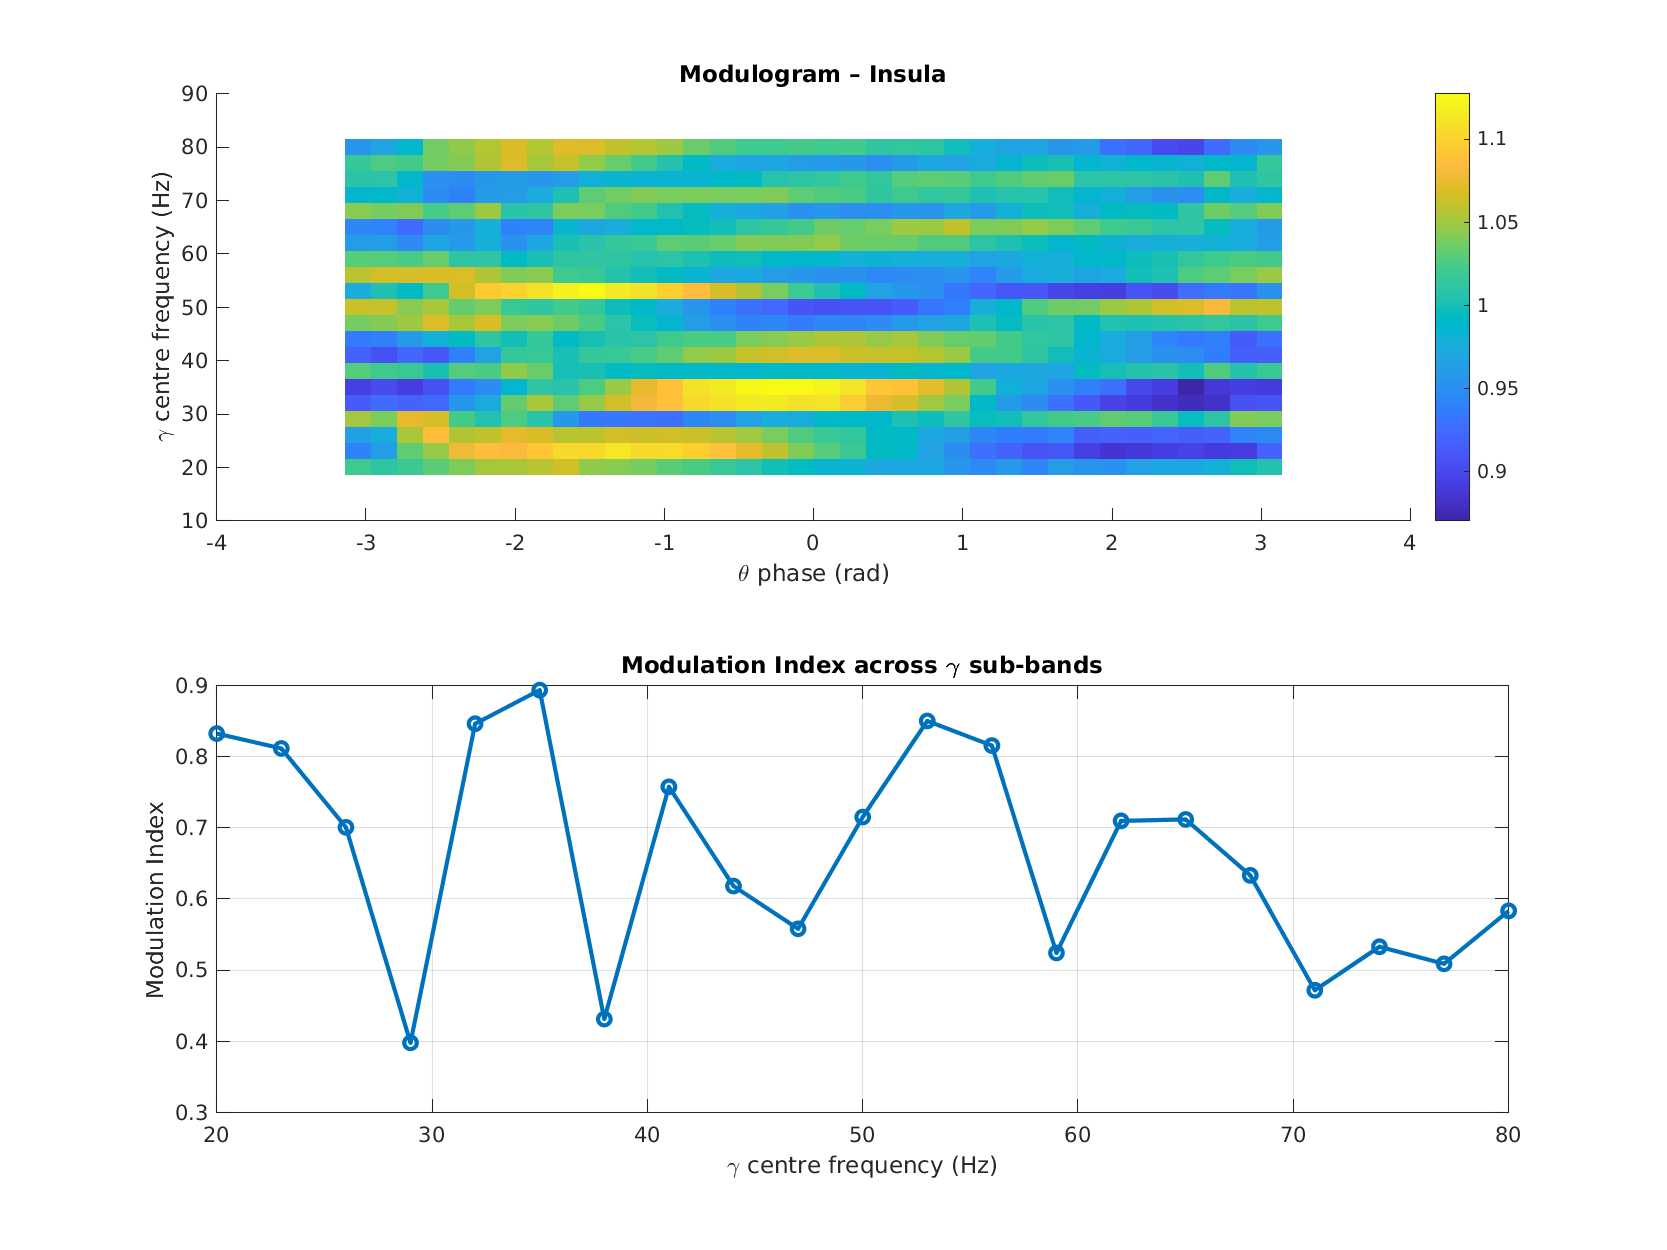 Modulogram – Insula
γ centre frequency (Hz)
90
80
70
60
50
40
30
20
10
-4 -3 -2 -1 0 1 2 3 4
θ phase (rad)
1.1
1.05
1
0.95
0.9
Modulation Index across γ sub-bands
Modulation Index
0.9
0.8
0.7
0.6
0.5
0.4
0.3
20 30 40 50 60 70 80
γ centre frequency (Hz)